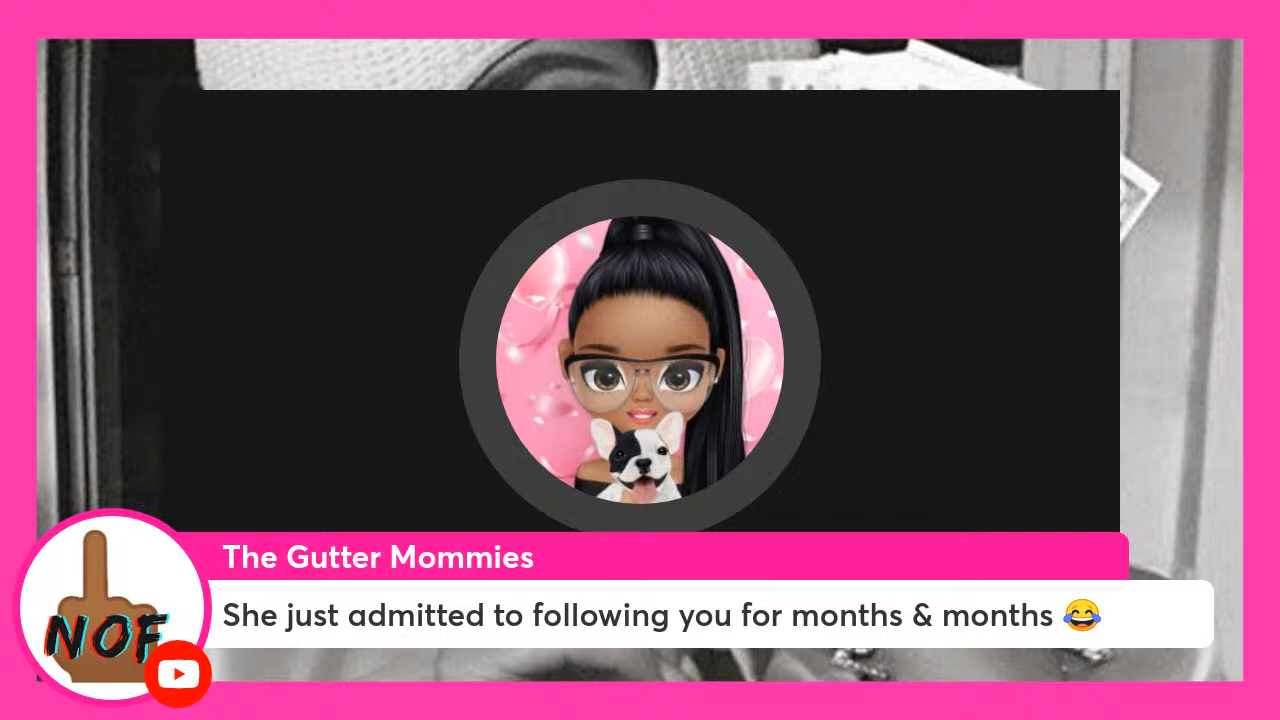 The Gutter Mommies
She just admitted to following you for months & months 😂
NOF